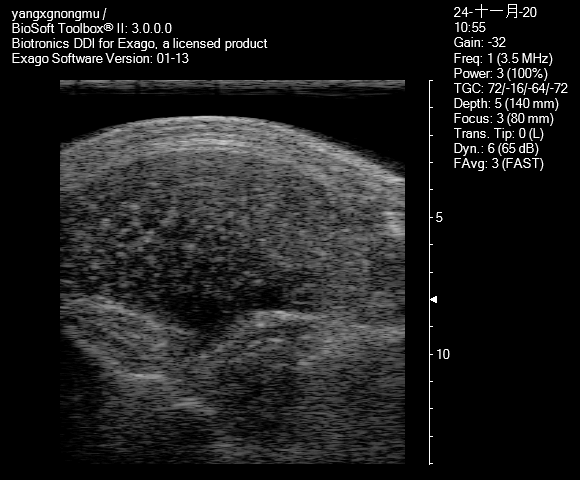 yangxgnongmu /
BioSoft Toolbox® II: 3.0.0.0
Biotronics DDI for Exago, a licensed product
Exago Software Version: 01-13
24-十一月-20
10:55
Gain: -32
Freq: 1 (3.5 MHz)
Power: 3 (100%)
TGC: 72/-16/-64/-72
Depth: 5 (140 mm)
Focus: 3 (80 mm)
Trans. Tip: 0 (L)
Dyn.: 6 (65 dB)
FAvg: 3 (FAST)
5
10